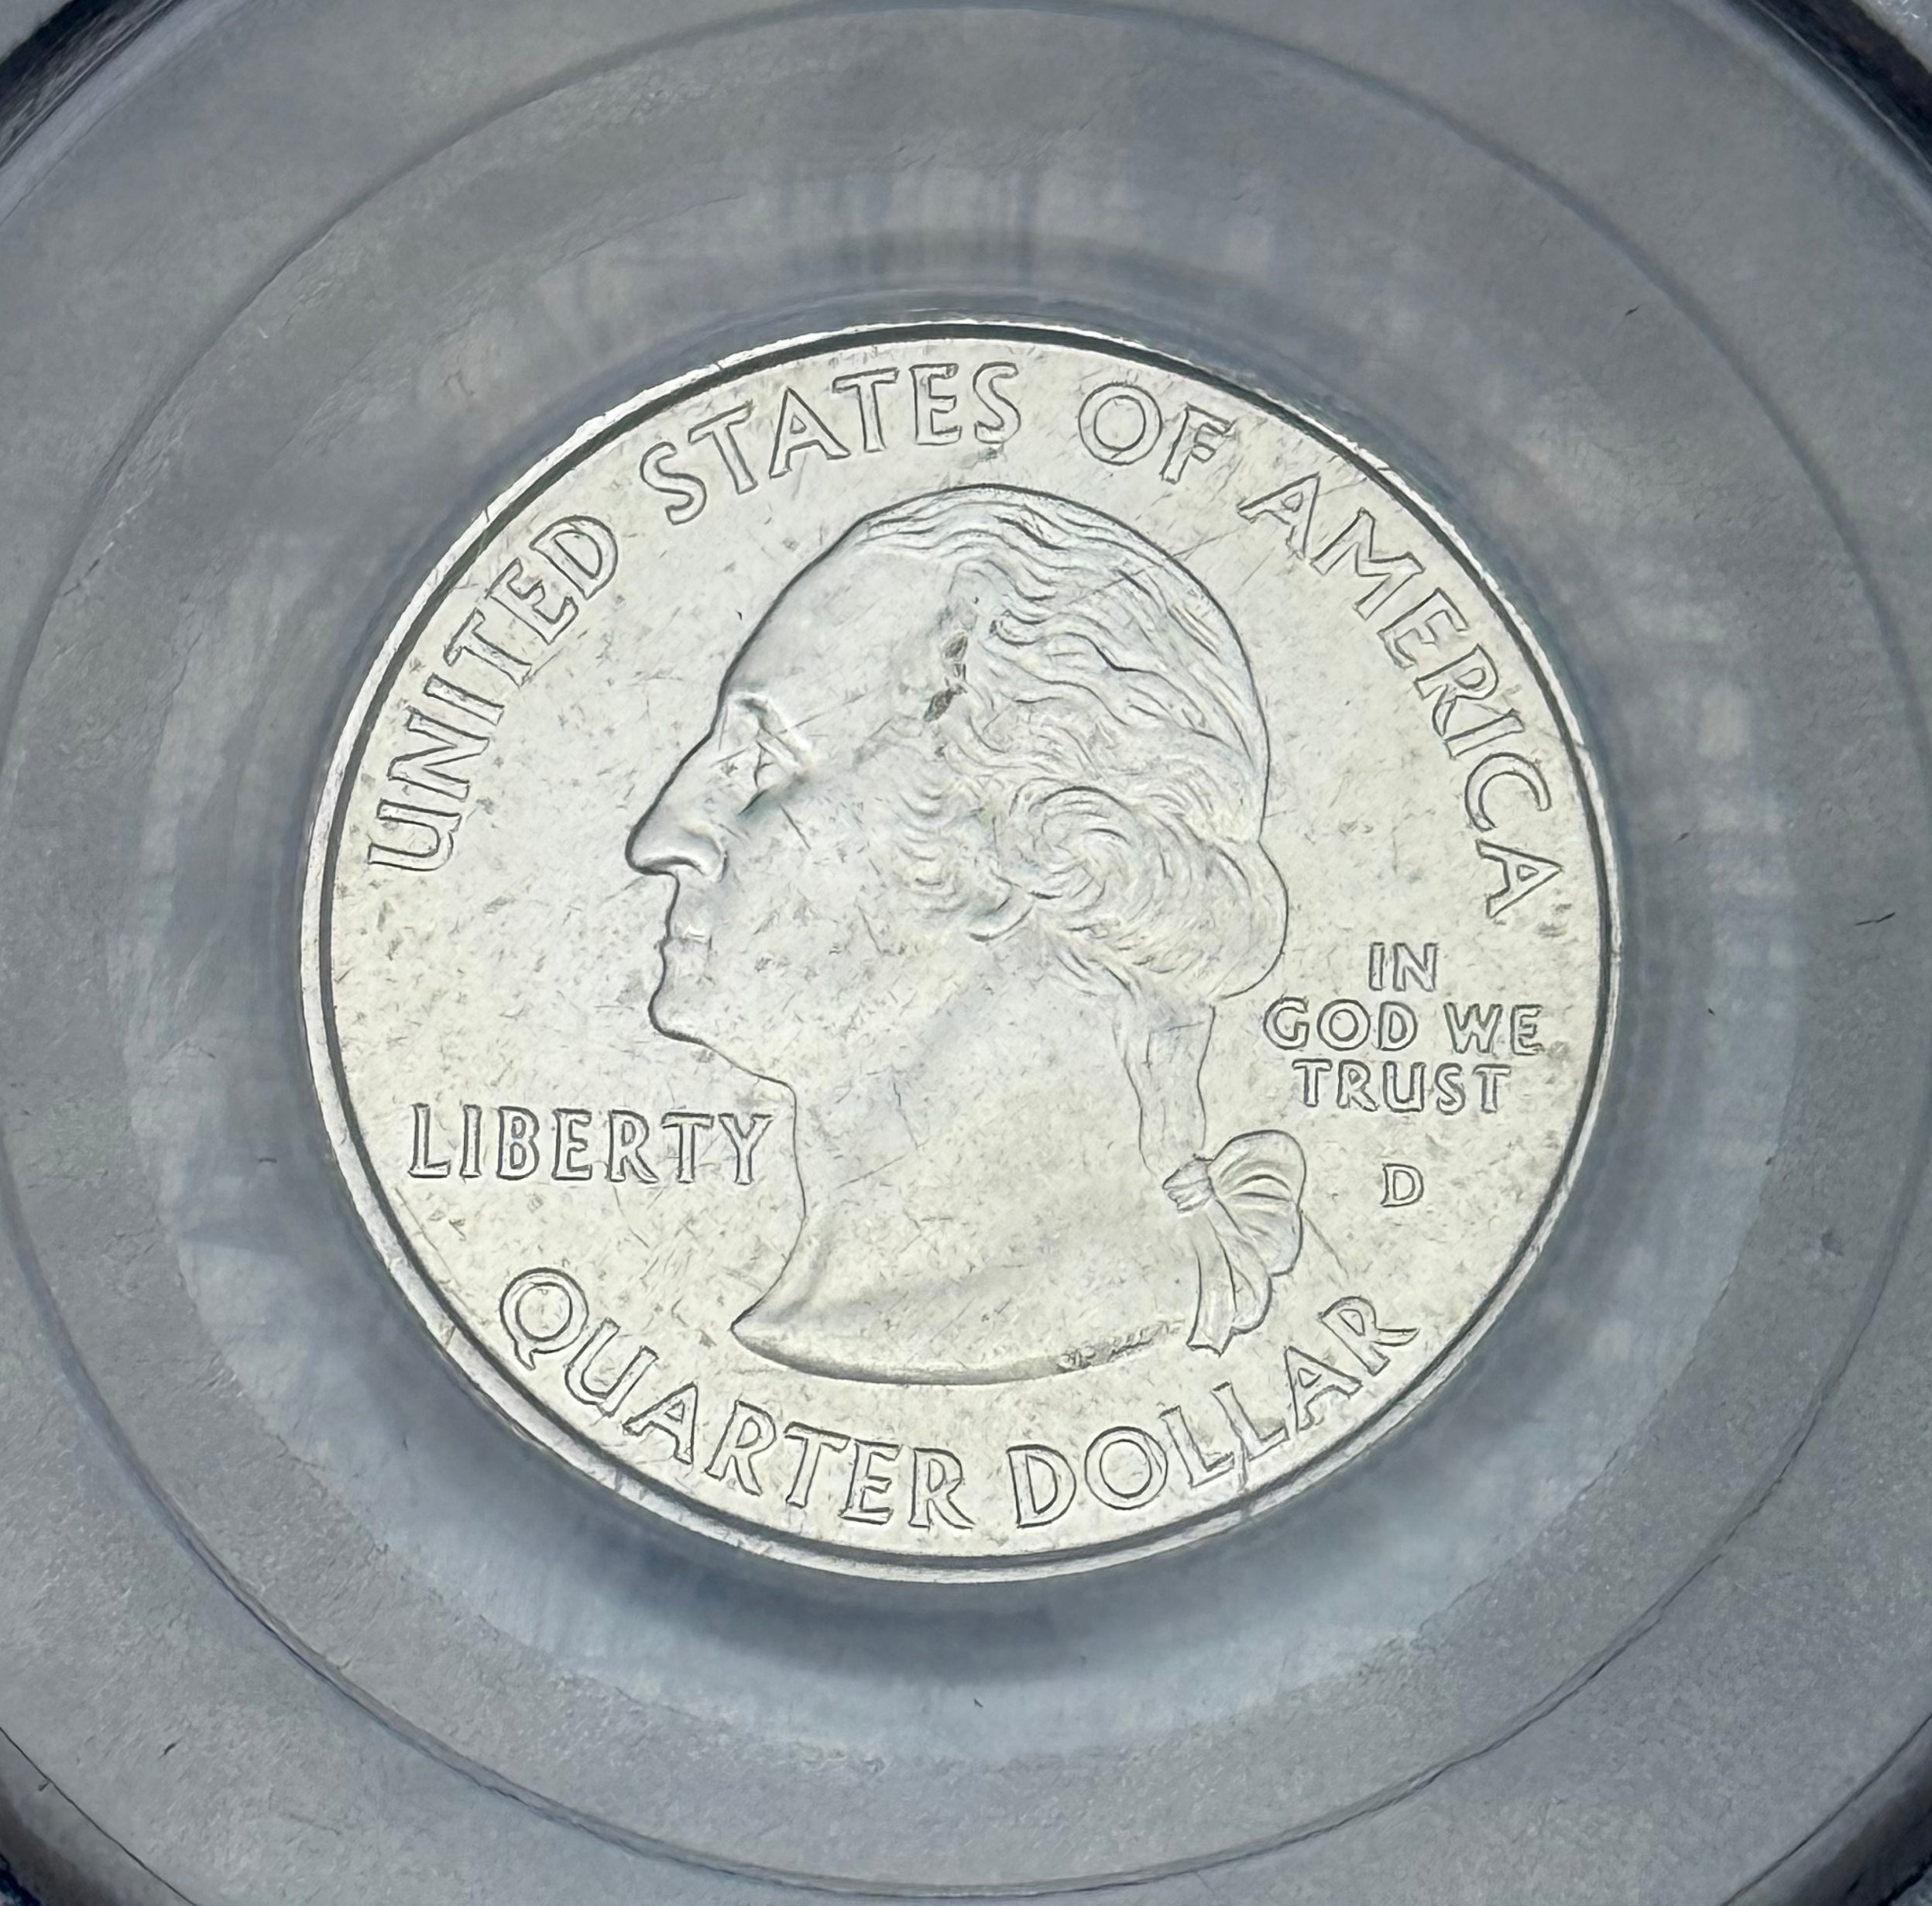 UNITED STATES OF AMERICA
LIBERTY
IN
GOD WE
TRUST
D
QUARTER DOLLAR